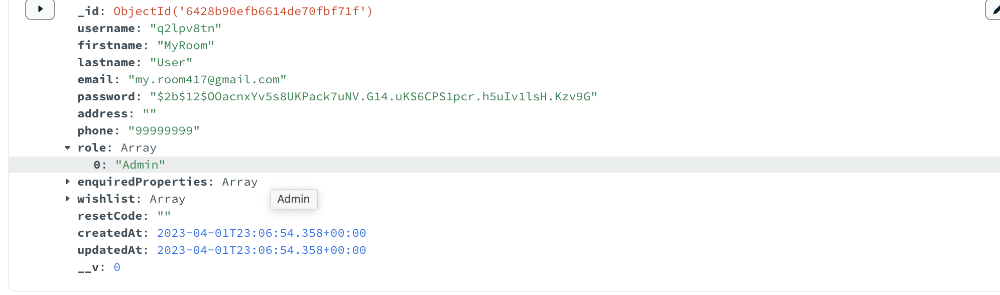 _id: ObjectId('6428b90efb6614de70fbf71f')
username: "q2lpv8tn"
firstname: "MyRoom"
lastname: "User"
email: "my.room417@gmail.com"
password: "$2b$12$OOacnxYv5s8UKPack7uNV.G14.uKS6CPS1pcr.h5uIv1lsH.Kzv9G"
address: ""
phone: "99999999"
role: Array
0: "Admin"
enquiredProperties: Array
wishlist: Array
Admin
resetCode: ""
createdAt: 2023-04-01T23:06:54.358+00:00
updatedAt: 2023-04-01T23:06:54.358+00:00
__v: 0